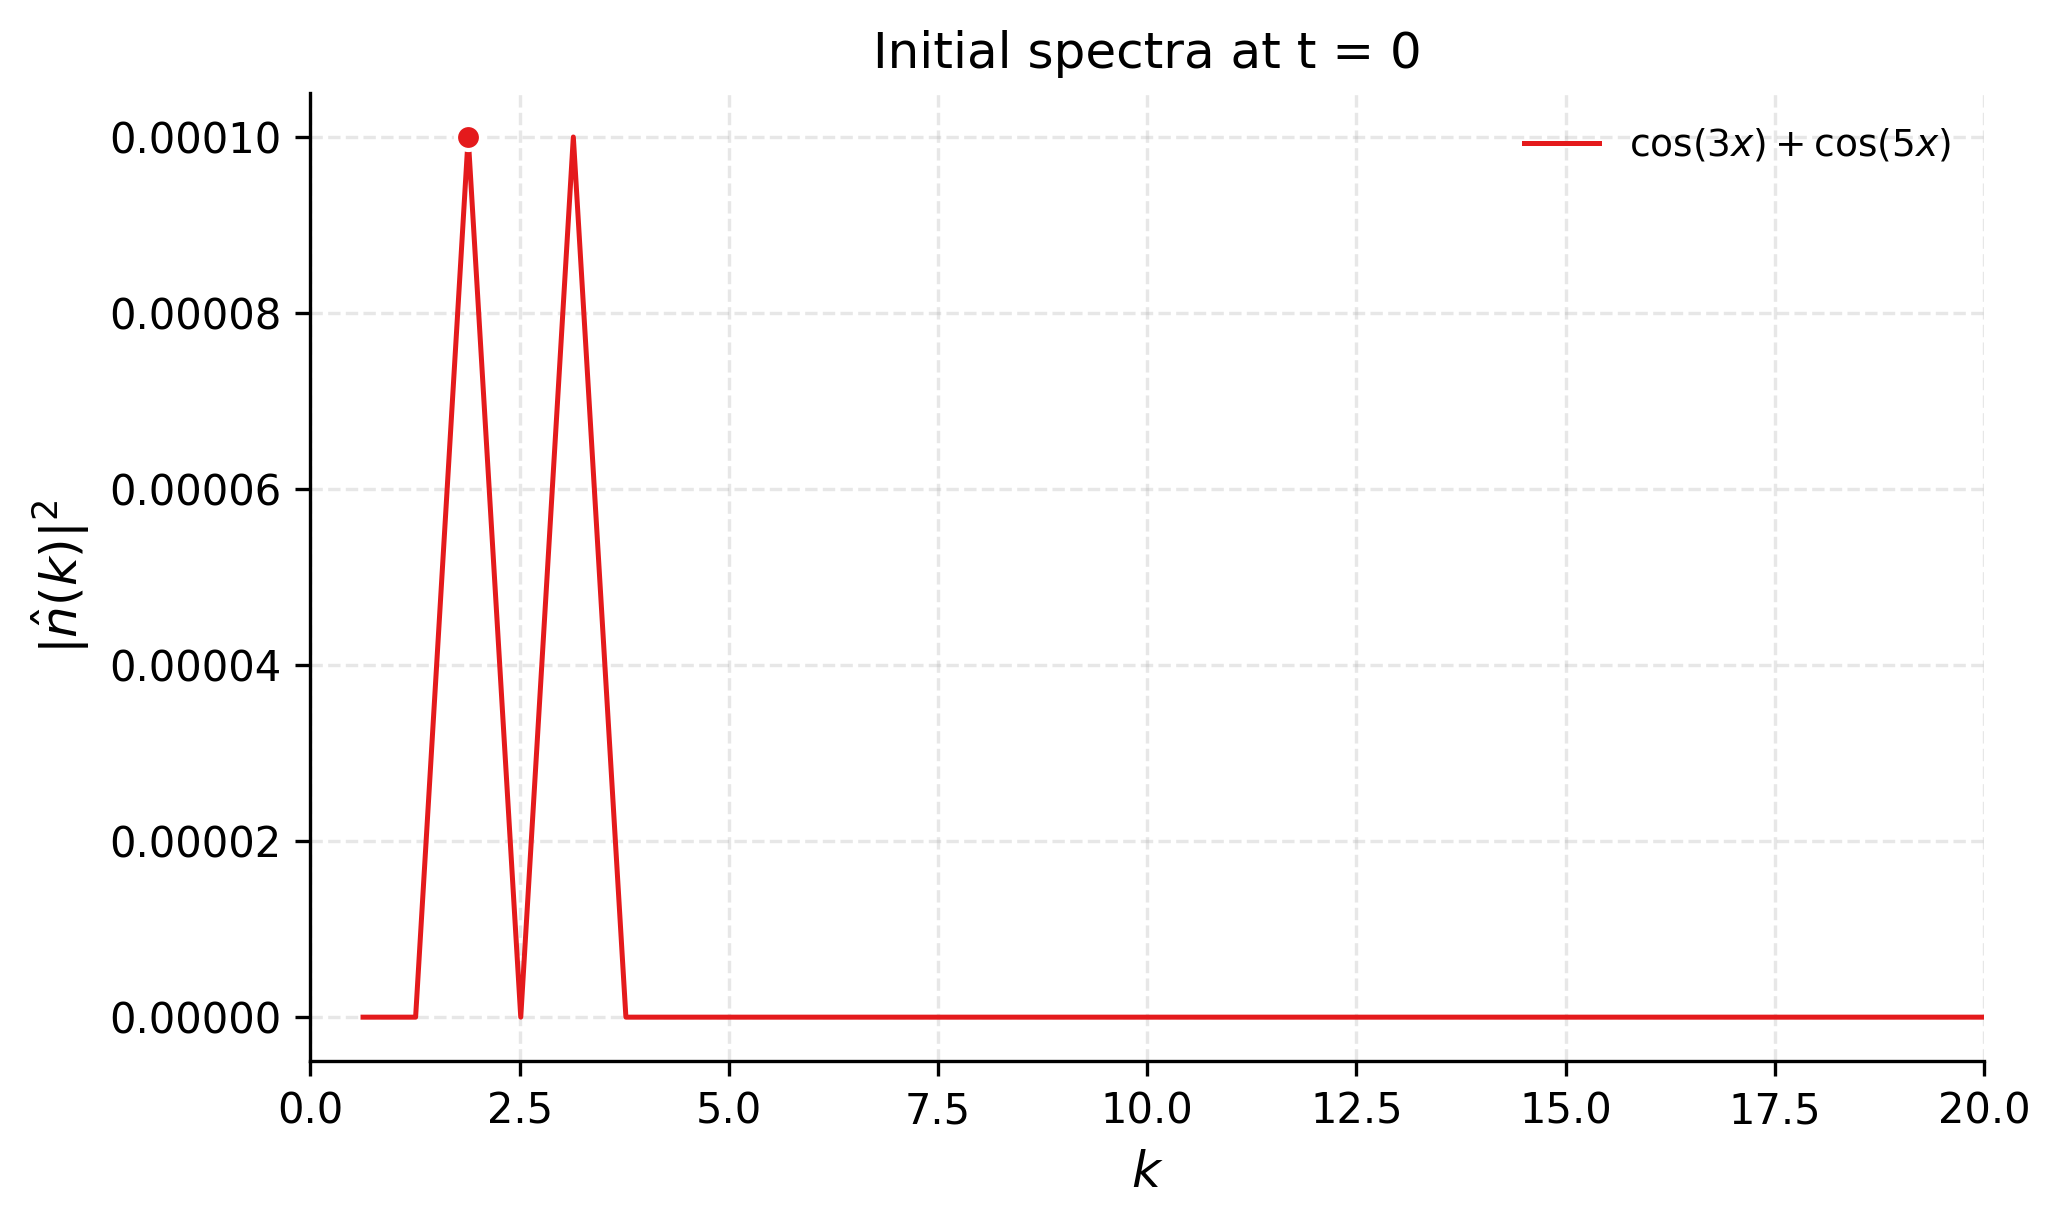 Initial spectra at t = 0
cos(3x) + cos(5x)
|n̂(k)|²
0.00010
0.00008
0.00006
0.00004
0.00002
0.00000
0.0 2.5 5.0 7.5 10.0 12.5 15.0 17.5 20.0
k